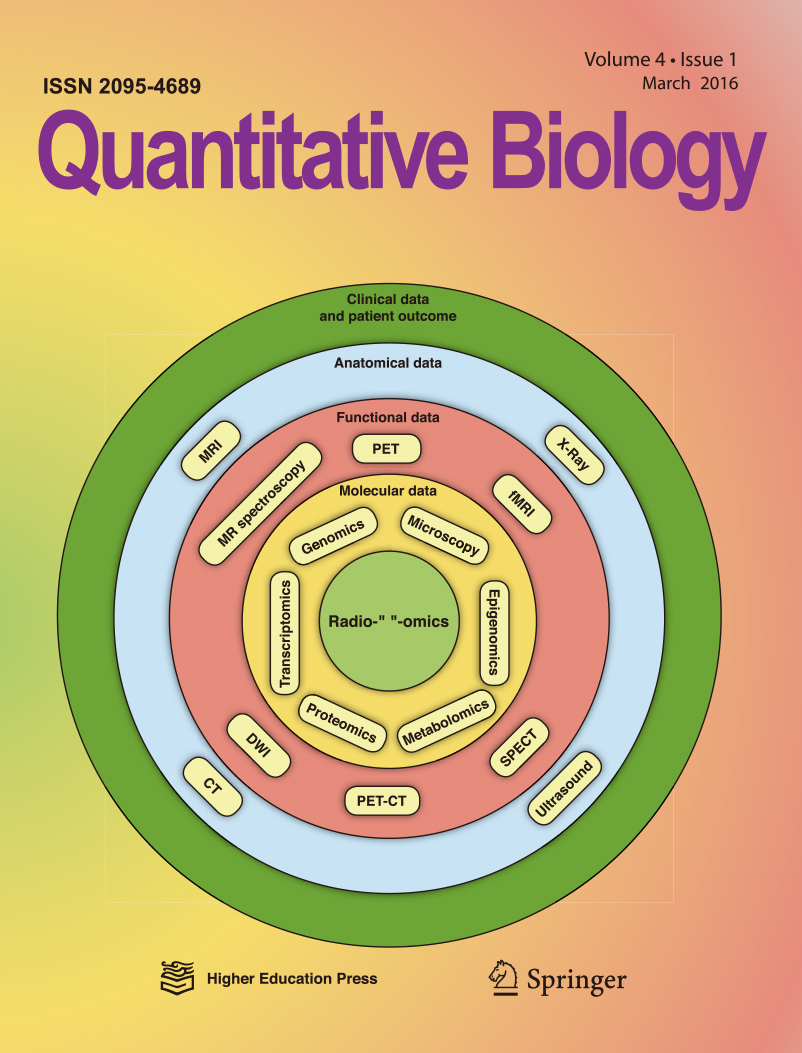 Volume 4 • Issue 1
ISSN 2095-4689
March 2016
Quantitative Biology
Clinical data
and patient outcome
Anatomical data
MRI
X-Ray
CT
Ultrasound
Functional data
PET
MR spectroscopy
fMRI
DWI
SPECT
PET-CT
Molecular data
Genomics
Microscopy
Transcriptomics
Epigenomics
Proteomics
Metabolomics
Radio-" "-omics
Higher Education Press
Springer